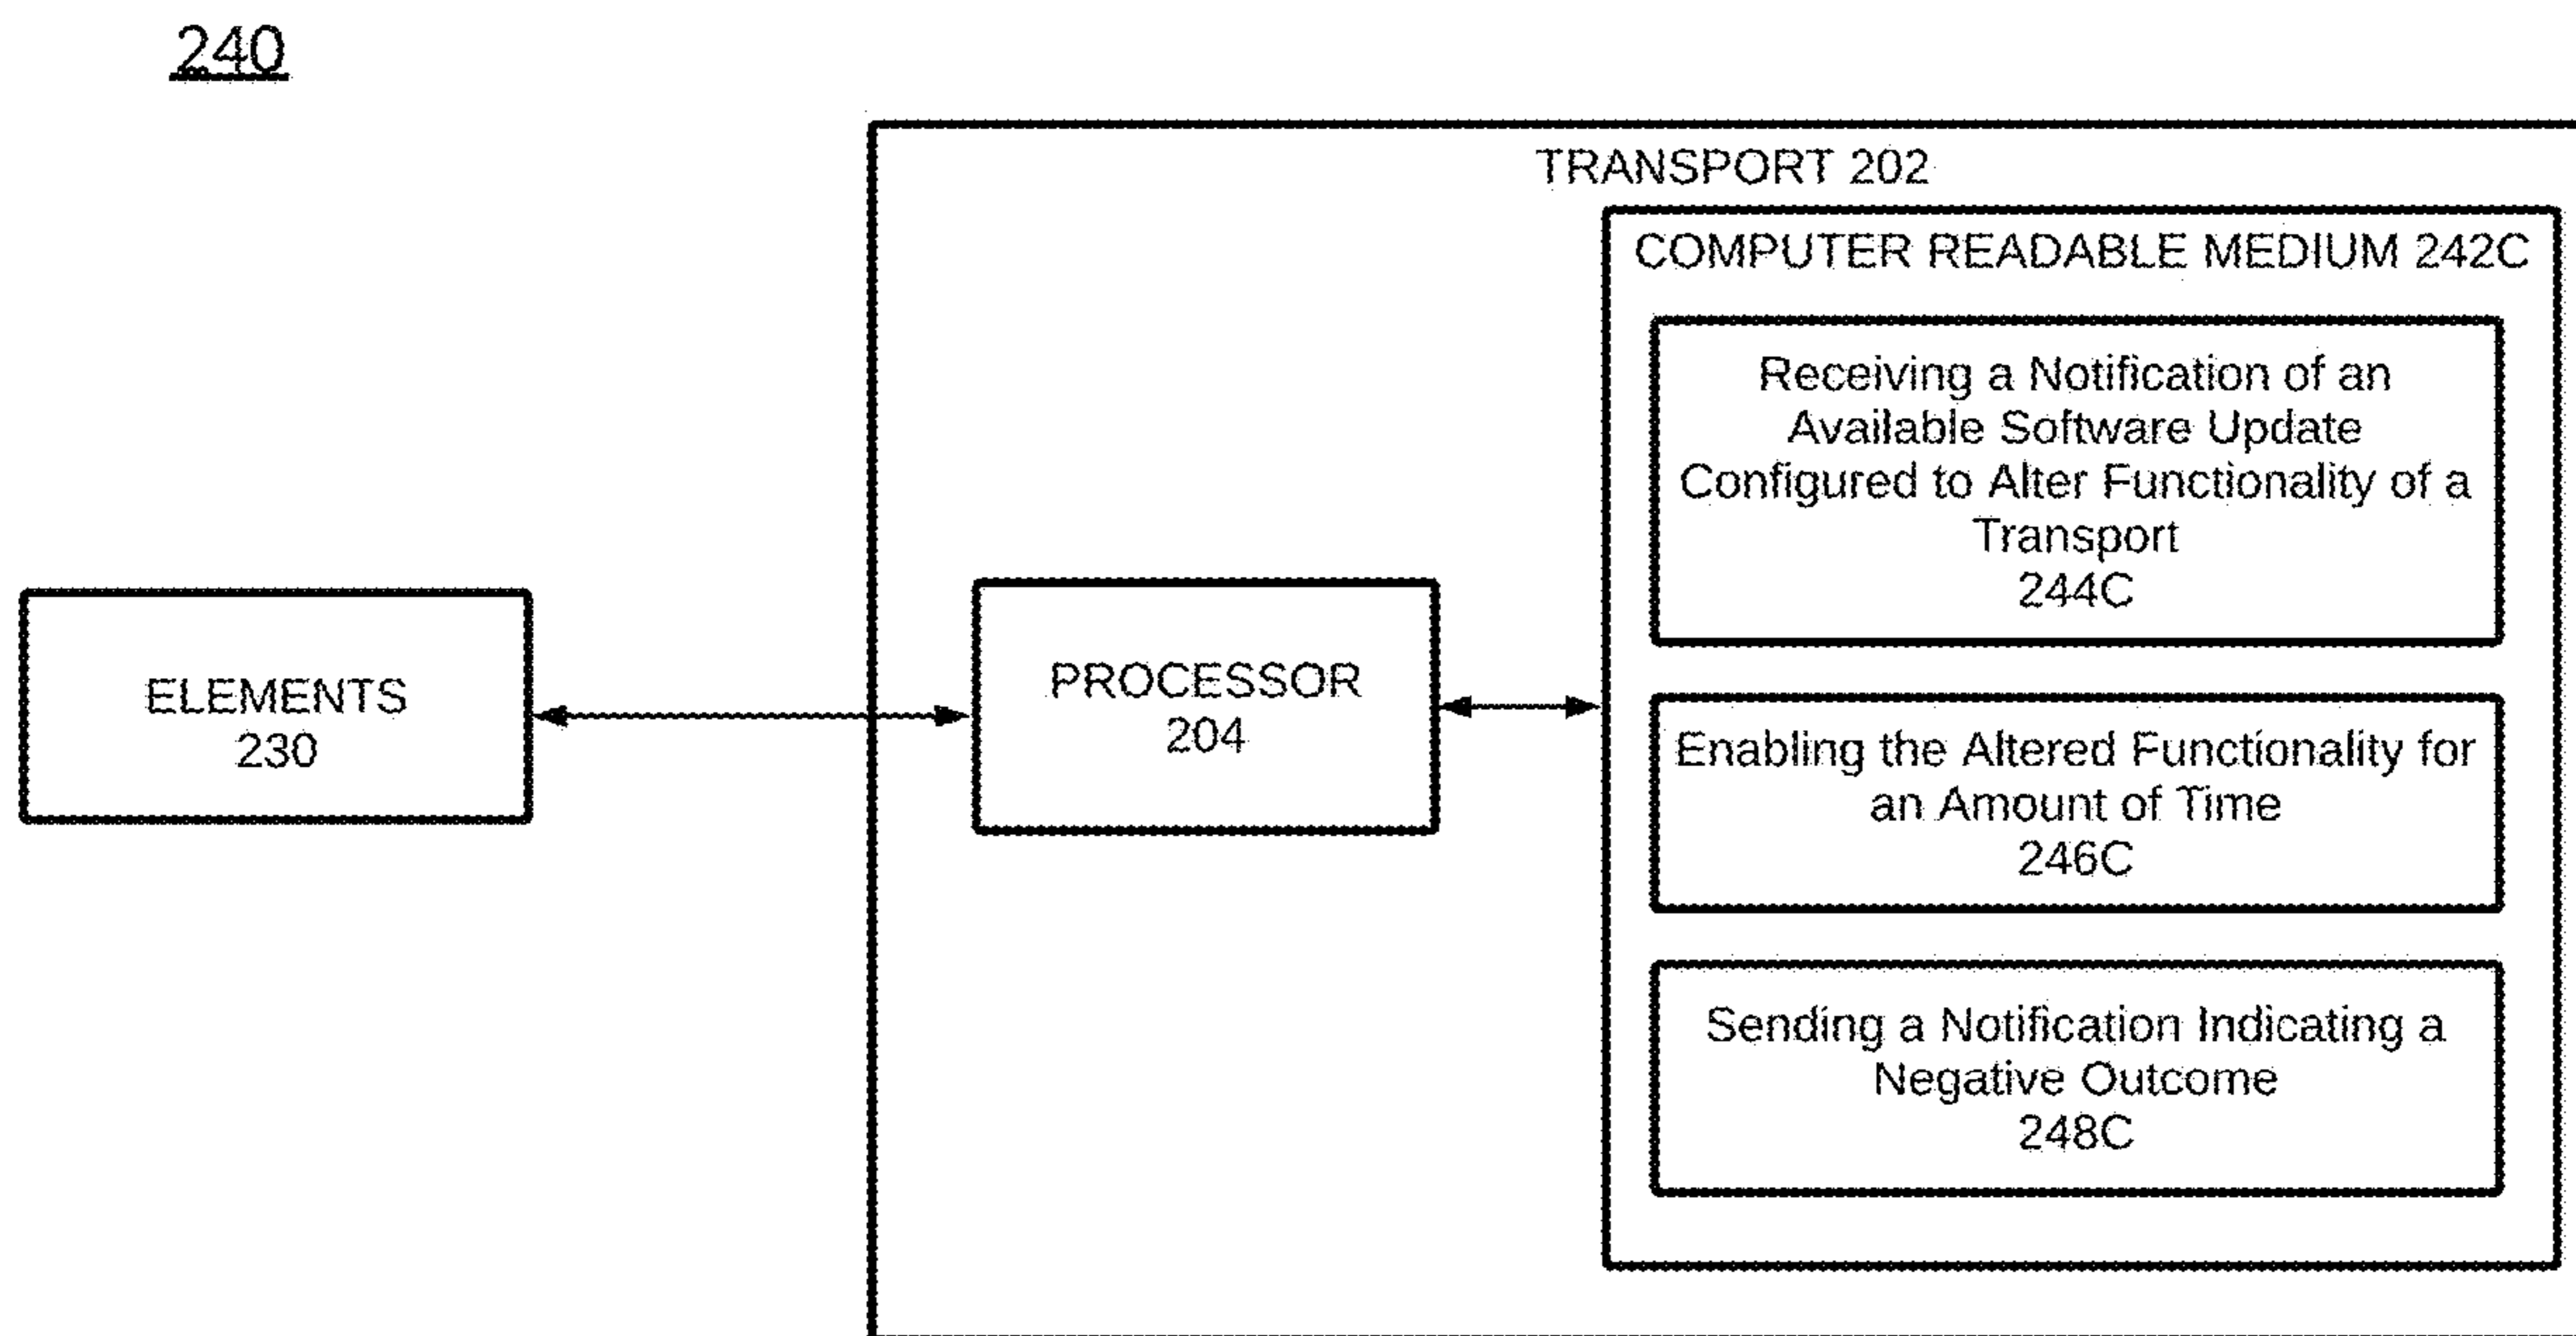 240
TRANSPORT 202
COMPUTER READABLE MEDIUM 242C
Receiving a Notification of an
Available Software Update
Configured to Alter Functionality of a
Transport
244C
ELEMENTS
230
PROCESSOR
204
Enabling the Altered Functionality for
an Amount of Time
246C
Sending a Notification Indicating a
Negative Outcome
248C